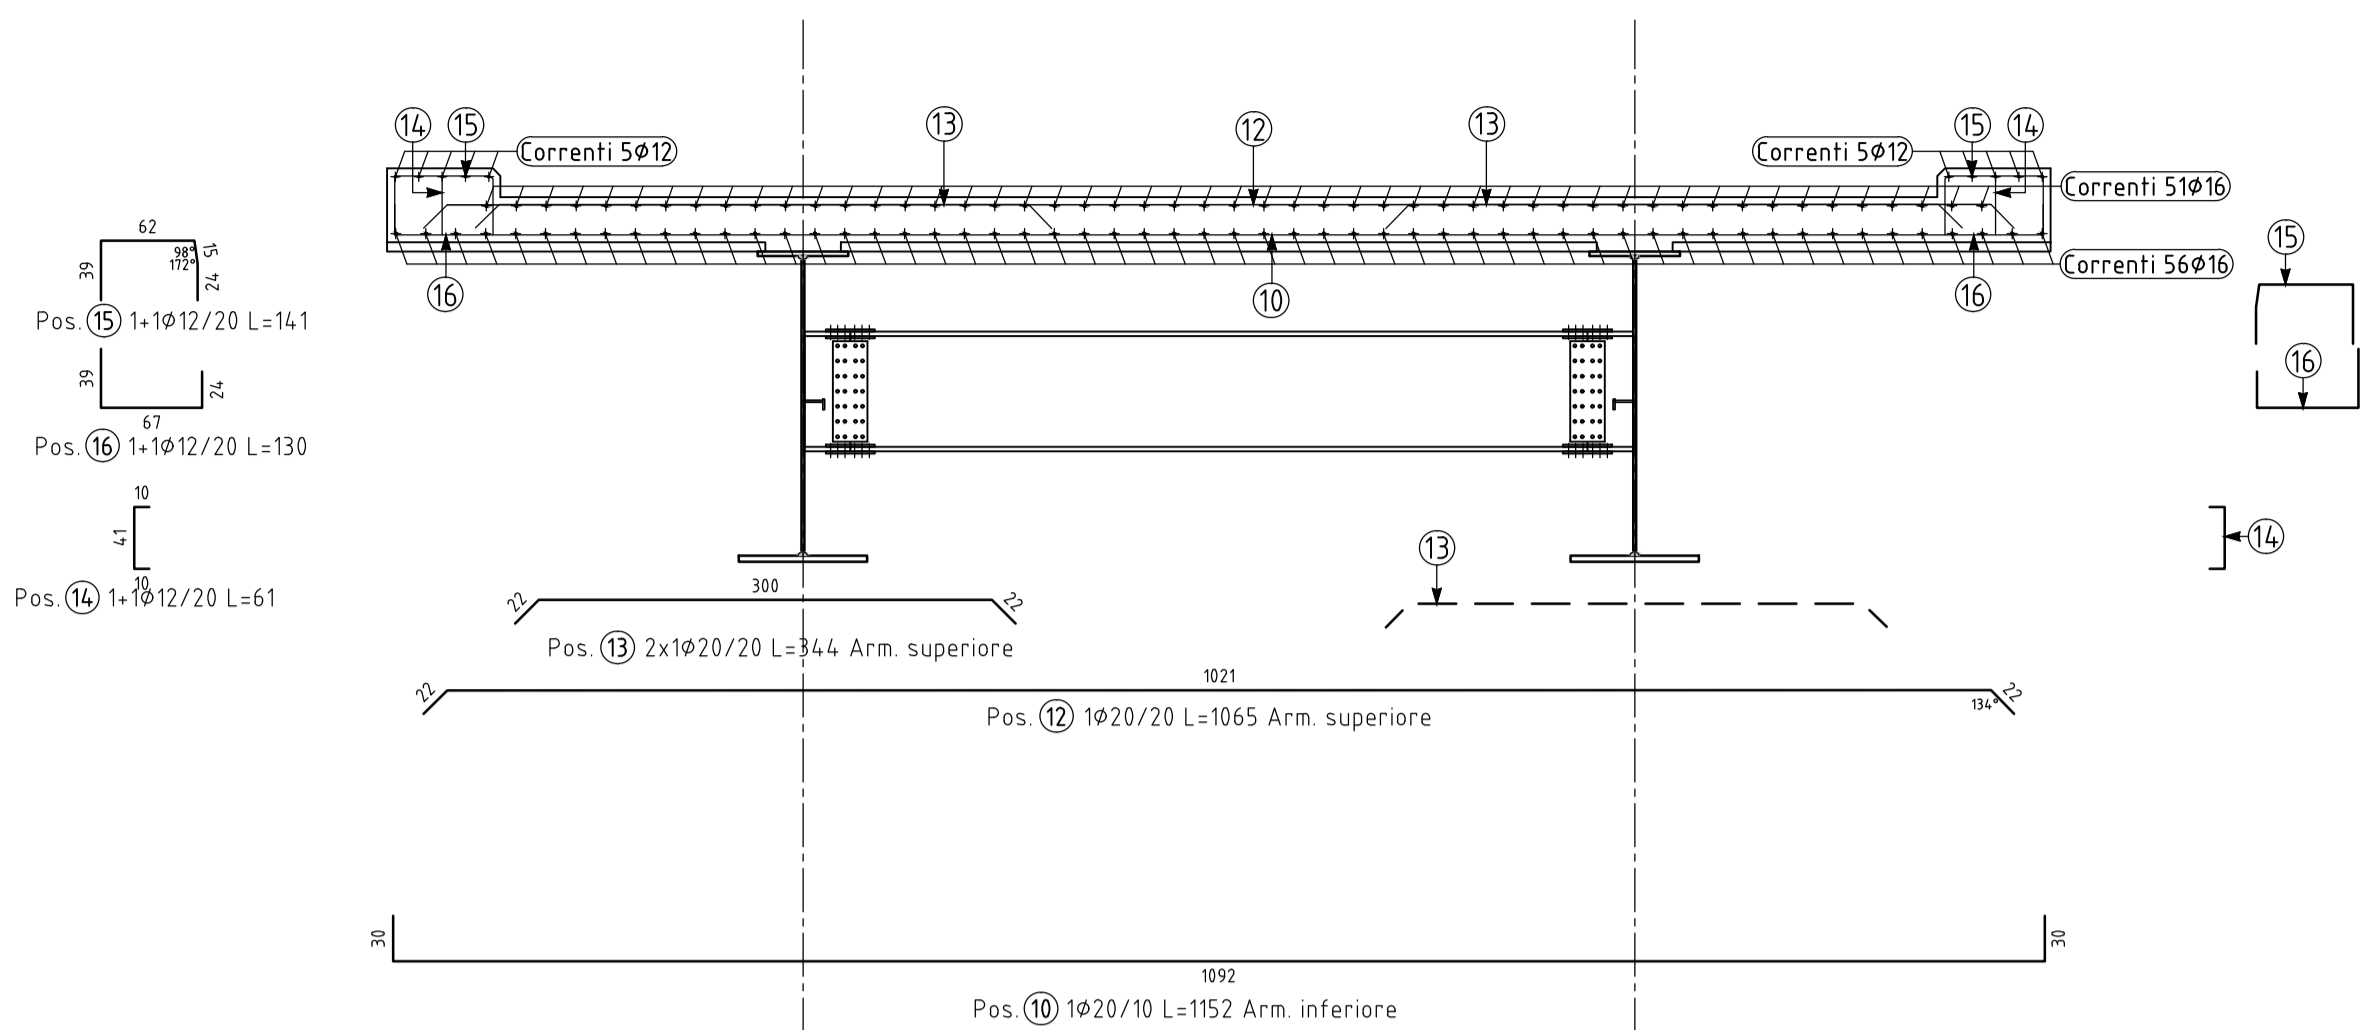 14 15 13 12 13 15 14
Correnti 5Ø12 Correnti 5Ø12
Correnti 51Ø16
Correnti 56Ø16
16 10 16
62
39
15
98°
172°
24
Pos. 15 1+1Ø12/20 L=141
39
24
67
Pos. 16 1+1Ø12/20 L=130
10
41
10
Pos. 14 1+1Ø12/20 L=61
15
16
14
13
300
22 22
Pos. 13 2x1Ø20/20 L=344 Arm. superiore
1021
22 22
134°
Pos. 12 1Ø20/20 L=1065 Arm. superiore
30 30
1092
Pos. 10 1Ø20/10 L=1152 Arm. inferiore